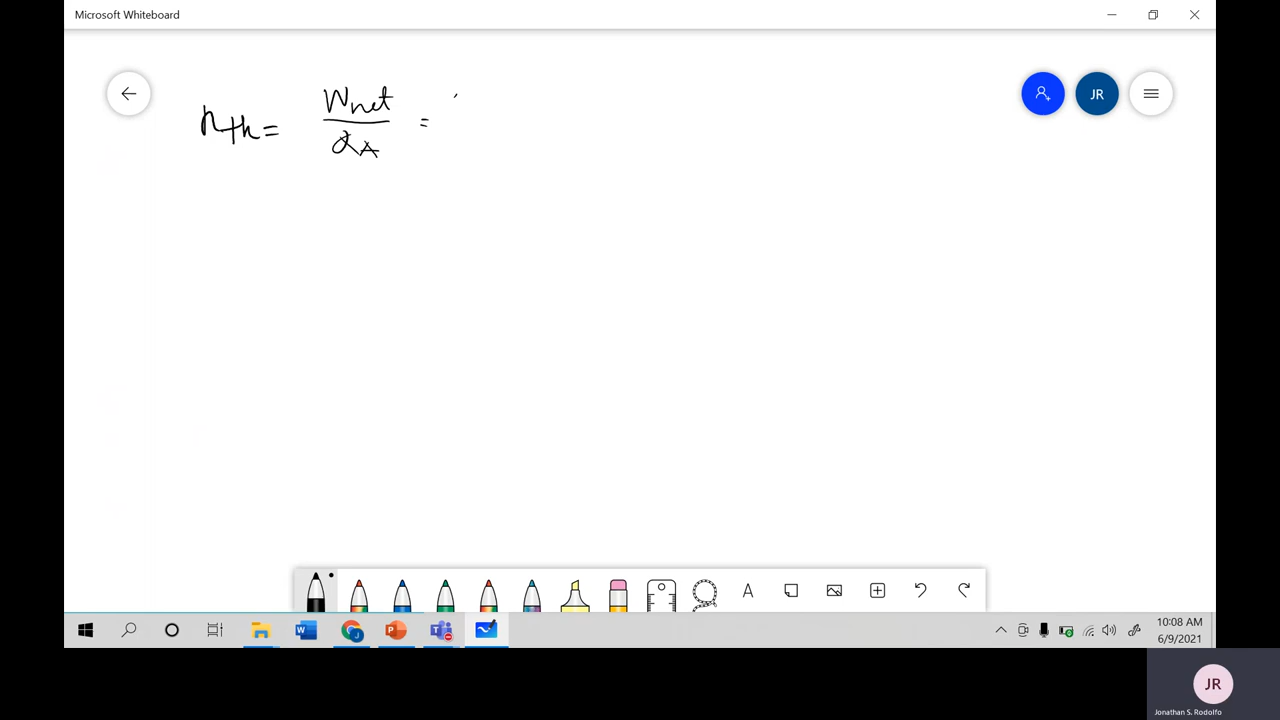 Microsoft Whiteboard
JR
ηth = Wnet / QA =
A
10:08 AM
6/9/2021
JR
Jonathan S. Rodolfo